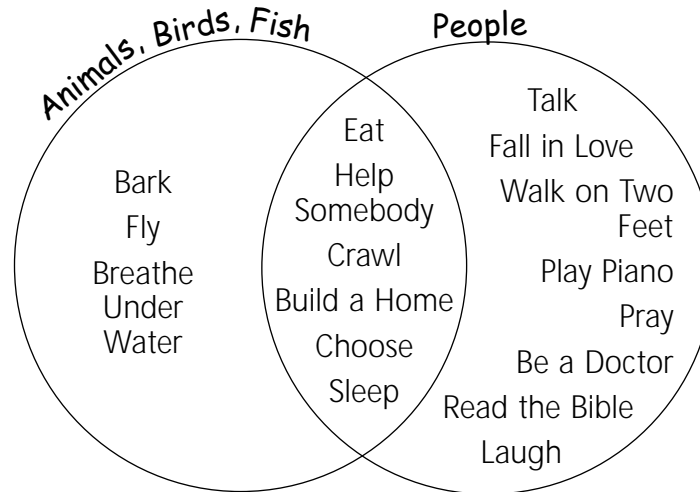 Animals, Birds, Fish
Bark
Fly
Breathe
Under
Water
Eat
Help
Somebody
Crawl
Build a Home
Choose
Sleep
People
Talk
Fall in Love
Walk on Two
Feet
Play Piano
Pray
Be a Doctor
Read the Bible
Laugh